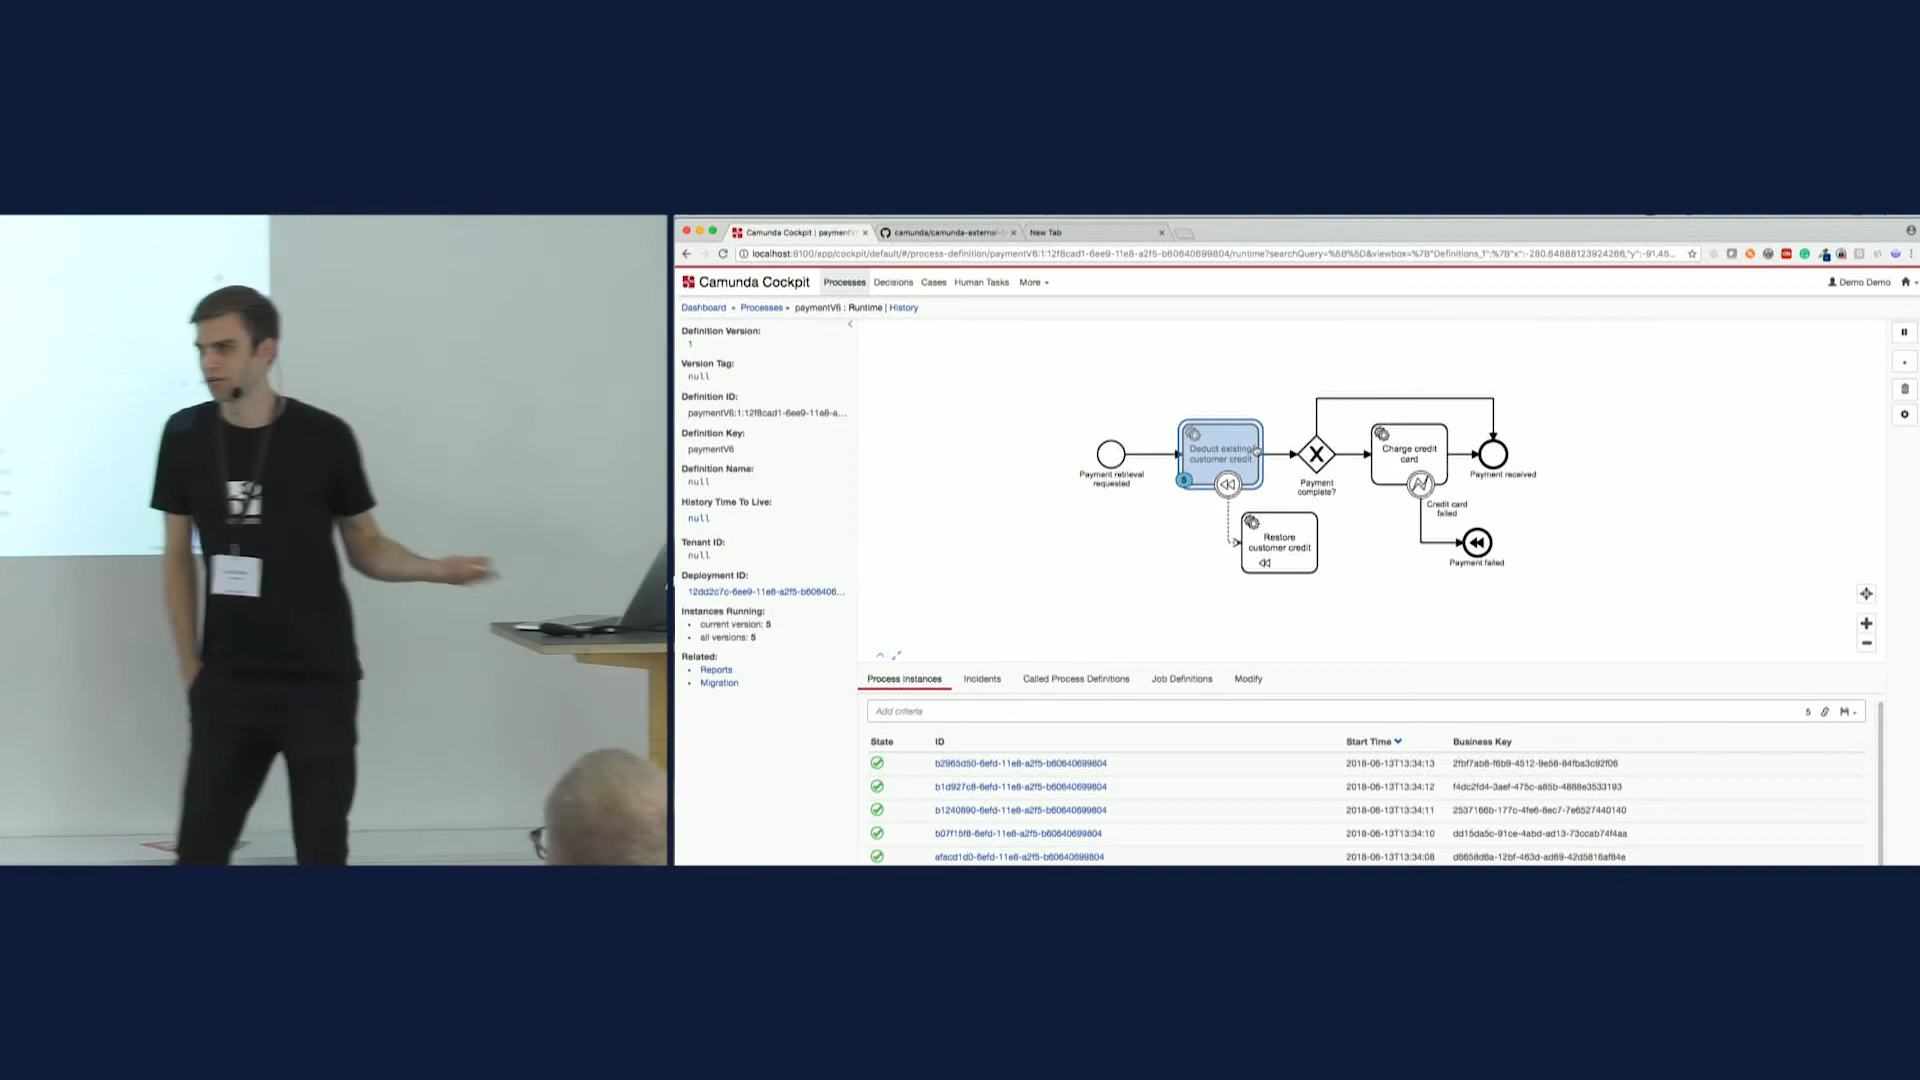 Camunda Cockpit | paymentV
camunda/camunda-external-t
New Tab
localhost:8100/app/cockpit/default/#/process-definition/paymentV6:1:12f8cad1-6ee9-11e8-a2f5-b60640699804/runtime?searchQuery=%5B%5D&viewbox=%7B"Definitions_1":%7B"x":-280.64888123924266,"y":-91.45...
Camunda Cockpit
Processes
Decisions
Cases
Human Tasks
More
Demo Demo
Dashboard » Processes » paymentV6 : Runtime | History
Definition Version:
1
Version Tag:
null
Definition ID:
paymentV6:1:12f8cad1-6ee9-11e8-a...
Definition Key:
paymentV6
Definition Name:
null
History Time To Live:
null
Tenant ID:
null
Deployment ID:
12dd2c7c-6ee9-11e8-a2f5-b606406...
Instances Running:
current version: 5
all versions: 5
Related:
Reports
Migration
Payment retrieval
requested
Deduct existing
customer credit
5
Restore
customer credit
Payment
complete?
Charge credit
card
Credit card
failed
Payment received
Payment failed
Process Instances
Incidents
Called Process Definitions
Job Definitions
Modify
Add criteria
5
State ID Start Time Business Key
b2965d50-6efd-11e8-a2f5-b60640699804 2018-06-13T13:34:13 2fbf7ab8-f6b9-4512-9e58-84fba3c92f06
b1d927c8-6efd-11e8-a2f5-b60640699804 2018-06-13T13:34:12 f4dc2fd4-3aef-475c-a85b-4888e3533193
b1240890-6efd-11e8-a2f5-b60640699804 2018-06-13T13:34:11 2537166b-177c-4fe6-8ec7-7e6527440140
b07f15f8-6efd-11e8-a2f5-b60640699804 2018-06-13T13:34:10 dd15da5c-91ce-4abd-ad13-73ccab74f4aa
afacd1d0-6efd-11e8-a2f5-b60640699804 2018-06-13T13:34:08 d6658d6a-12bf-463d-ad69-42d5816af84e